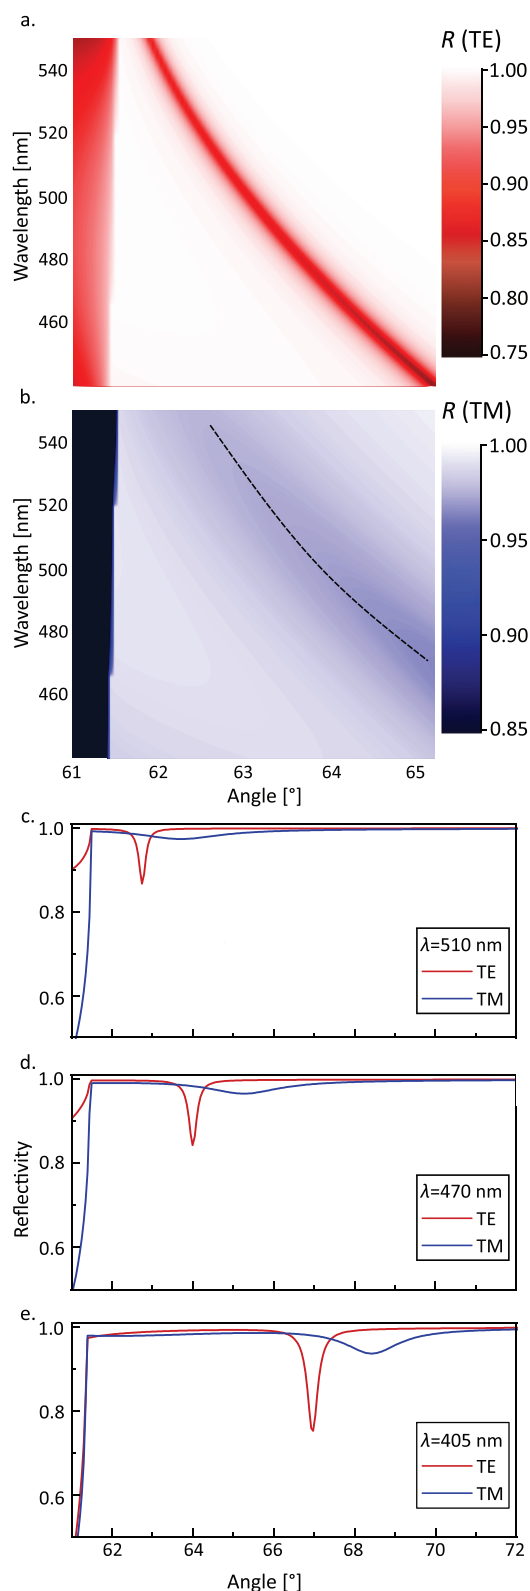 a.
R (TE)
Wavelength [nm]
540
520
500
480
460
1.00
0.95
0.90
0.85
0.80
0.75
b.
R (TM)
Wavelength [nm]
540
520
500
480
460
1.00
0.95
0.90
0.85
61 62 63 64 65
Angle [°]
c.
1.0
0.8
0.6
λ=510 nm
TE
TM
d.
Reflectivity
1.0
0.8
0.6
λ=470 nm
TE
TM
e.
1.0
0.8
0.6
λ=405 nm
TE
TM
62 64 66 68 70 72
Angle [°]